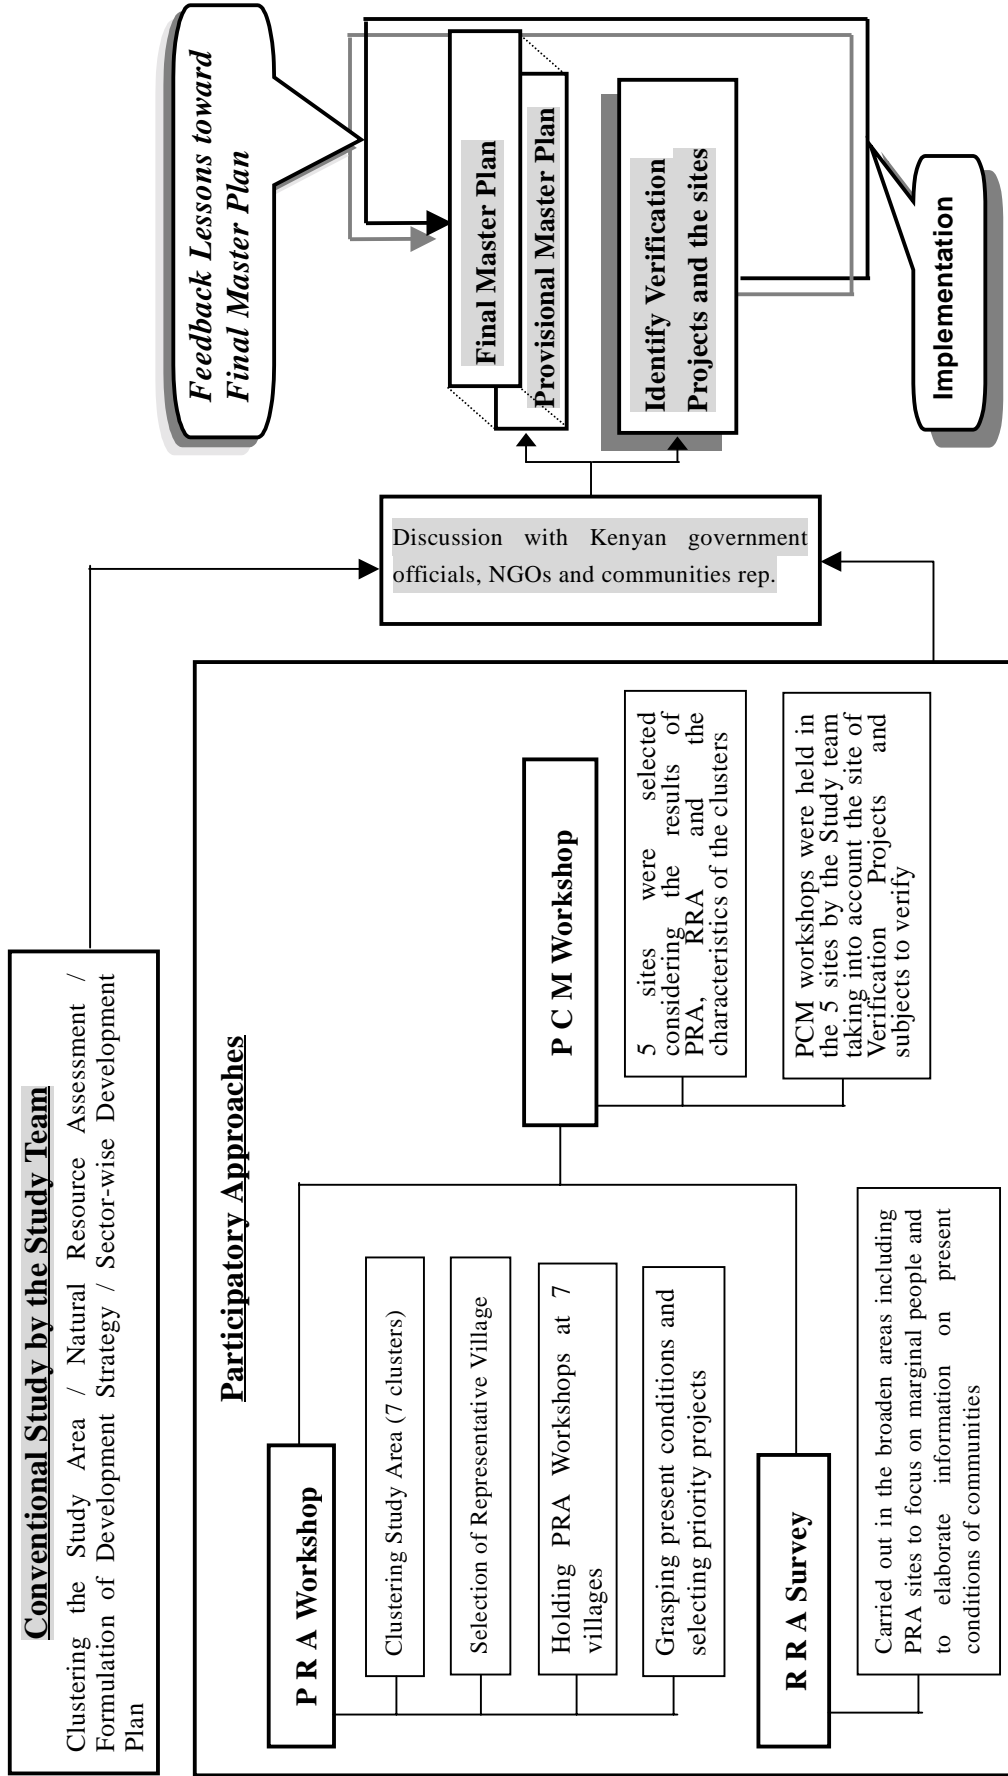 Conventional Study by the Study Team
Clustering the Study Area / Natural Resource Assessment /
Formulation of Development Strategy / Sector-wise Development
Plan
Participatory Approaches
P R A Workshop
Clustering Study Area (7 clusters)
Selection of Representative Village
Holding PRA Workshops at 7
villages
Grasping present conditions and
selecting priority projects
R R A Survey
Carried out in the broaden areas including
PRA sites to focus on marginal people and
to elaborate information on present
conditions of communities
P C M Workshop
5 sites were selected
considering the results of
PRA, RRA and the
characteristics of the clusters
PCM workshops were held in
the 5 sites by the Study team
taking into account the site of
Verification Projects and
subjects to verify
Discussion with Kenyan government
officials, NGOs and communities rep.
Feedback Lessons toward
Final Master Plan
Final Master Plan
Provisional Master Plan
Identify Verification
Projects and the sites
Implementation